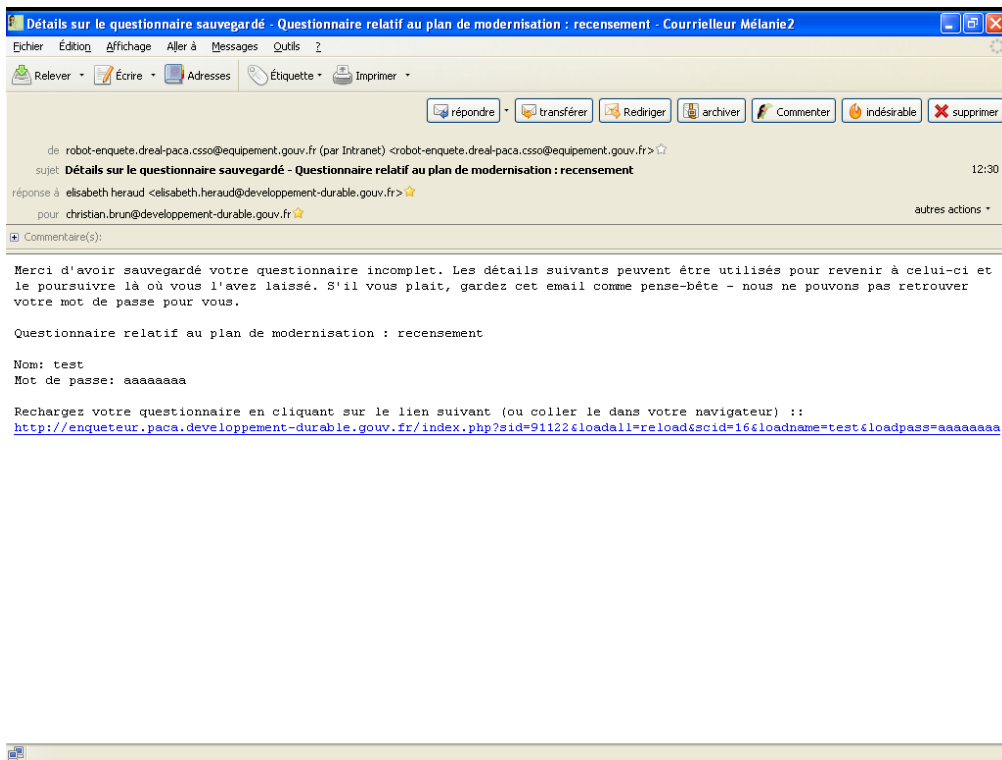 Détails sur le questionnaire sauvegardé - Questionnaire relatif au plan de modernisation : recensement - Courrielleur Mélanie2
Fichier Édition Affichage Aller à Messages Outils ?
Relever Écrire Adresses Étiquette Imprimer
répondre transférer Rediriger archiver Commenter indésirable supprimer
de robot-enquete.dreal-paca.csso@equipement.gouv.fr (par Intranet) <robot-enquete.dreal-paca.csso@equipement.gouv.fr>
sujet Détails sur le questionnaire sauvegardé - Questionnaire relatif au plan de modernisation : recensement 12:30
réponse à elisabeth heraud <elisabeth.heraud@developpement-durable.gouv.fr>
pour christian.brun@developpement-durable.gouv.fr autres actions
Commentaire(s):
Merci d'avoir sauvegardé votre questionnaire incomplet. Les détails suivants peuvent être utilisés pour revenir à celui-ci et
le poursuivre là où vous l'avez laissé. S'il vous plait, gardez cet email comme pense-bête - nous ne pouvons pas retrouver
votre mot de passe pour vous.
Questionnaire relatif au plan de modernisation : recensement
Nom: test
Mot de passe: aaaaaaaa
Rechargez votre questionnaire en cliquant sur le lien suivant (ou coller le dans votre navigateur) ::
http://enqueteur.paca.developpement-durable.gouv.fr/index.php?sid=91122&loadall=reload&scid=16&loadname=test&loadpass=aaaaaaaa